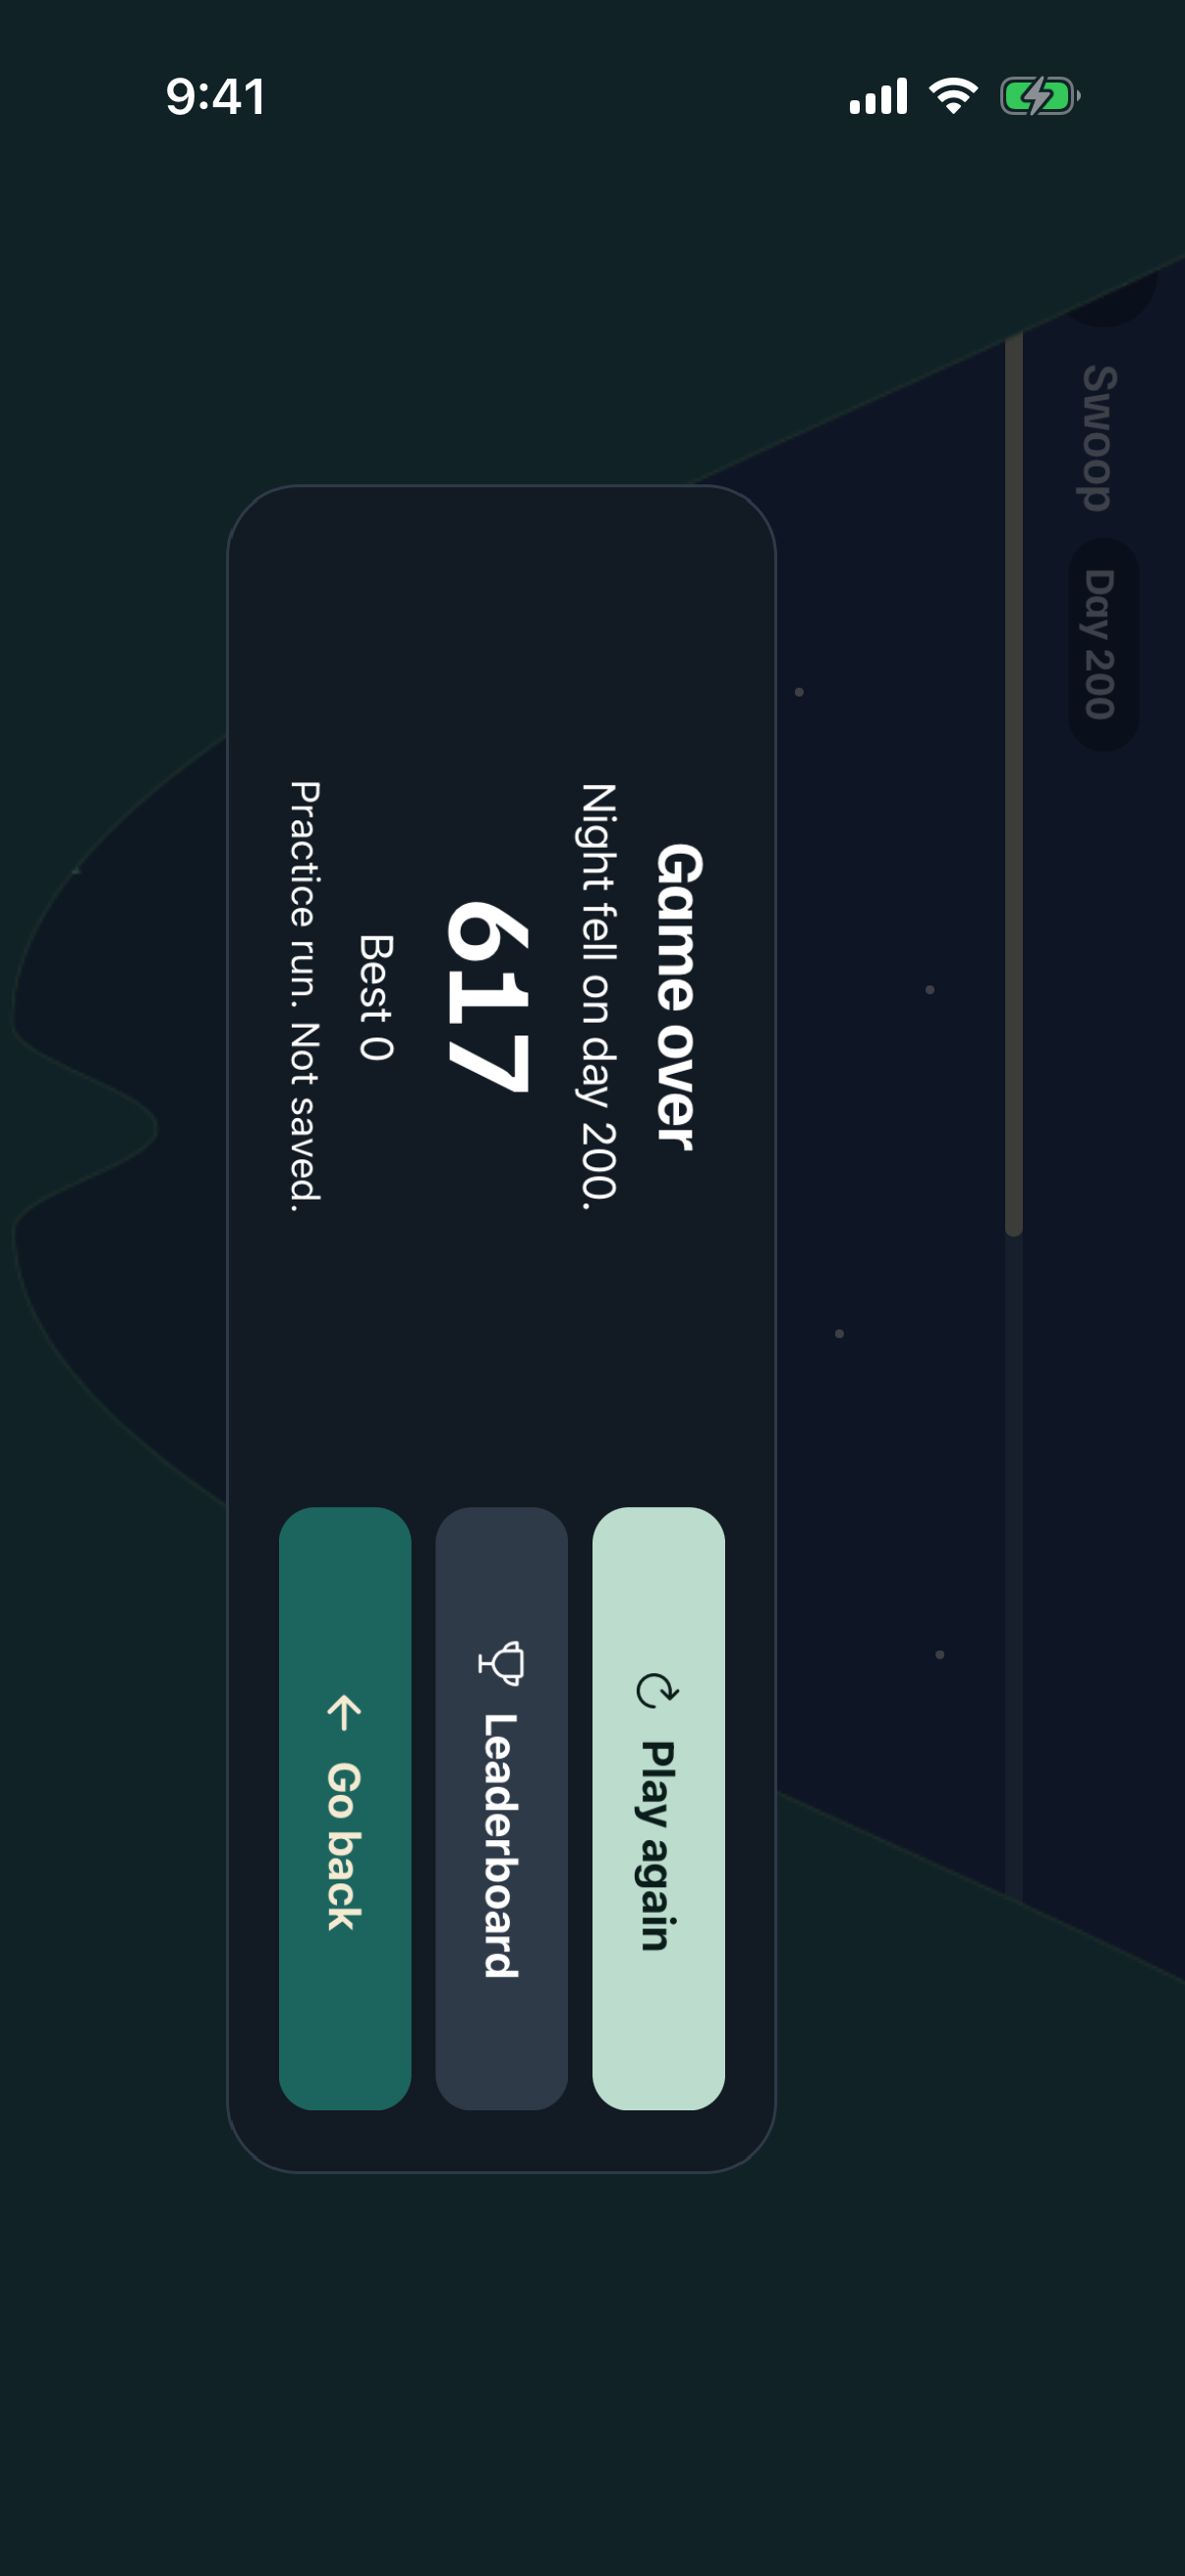 9:41
Swoop
Day 200
Game over
Night fell on day 200.
617
Best 0
Practice run. Not saved.
Play again
Leaderboard
Go back